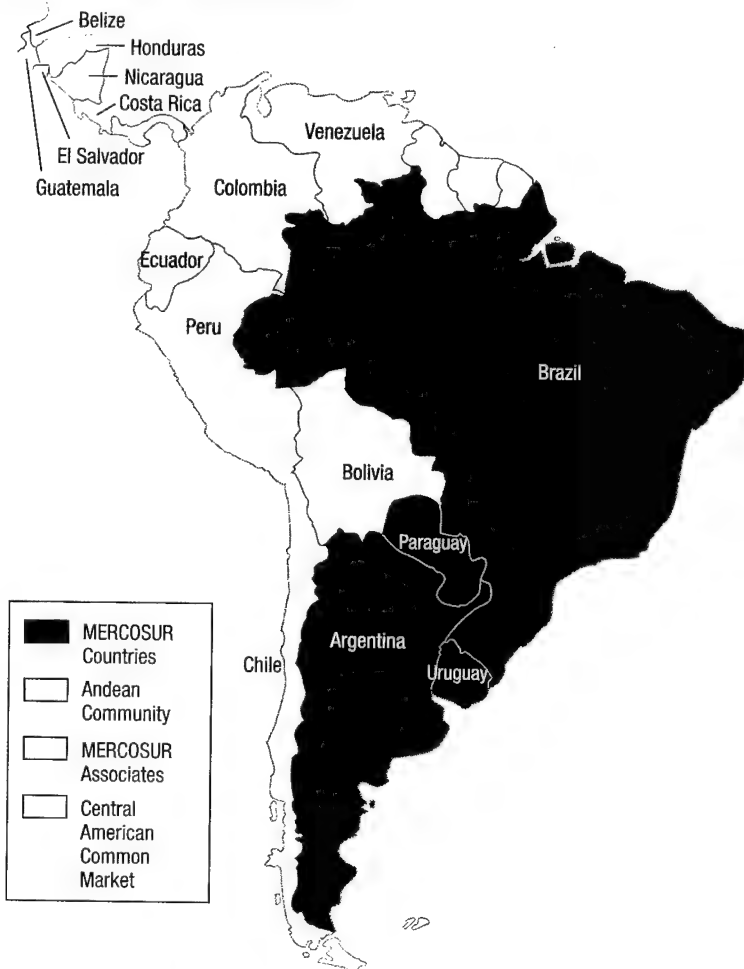 Belize
Honduras
Nicaragua
Costa Rica
El Salvador
Guatemala
Venezuela
Colombia
Ecuador
Peru
Brazil
Bolivia
Paraguay
Chile
Argentina
Uruguay
MERCOSUR
Countries
Andean
Community
MERCOSUR
Associates
Central
American
Common
Market